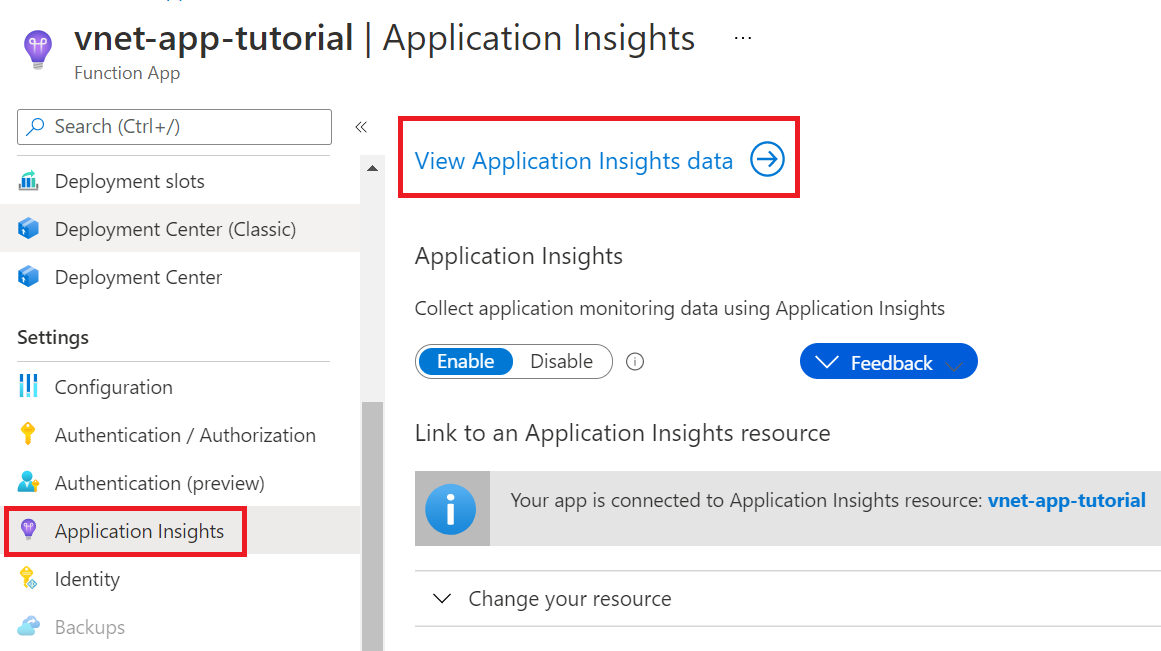 vnet-app-tutorial | Application Insights ...
Function App
Search (Ctrl+/)
Deployment slots
Deployment Center (Classic)
Deployment Center
Settings
Configuration
Authentication / Authorization
Authentication (preview)
Application Insights
Identity
Backups
View Application Insights data
Application Insights
Collect application monitoring data using Application Insights
Enable Disable
Feedback
Link to an Application Insights resource
Your app is connected to Application Insights resource: vnet-app-tutorial
Change your resource